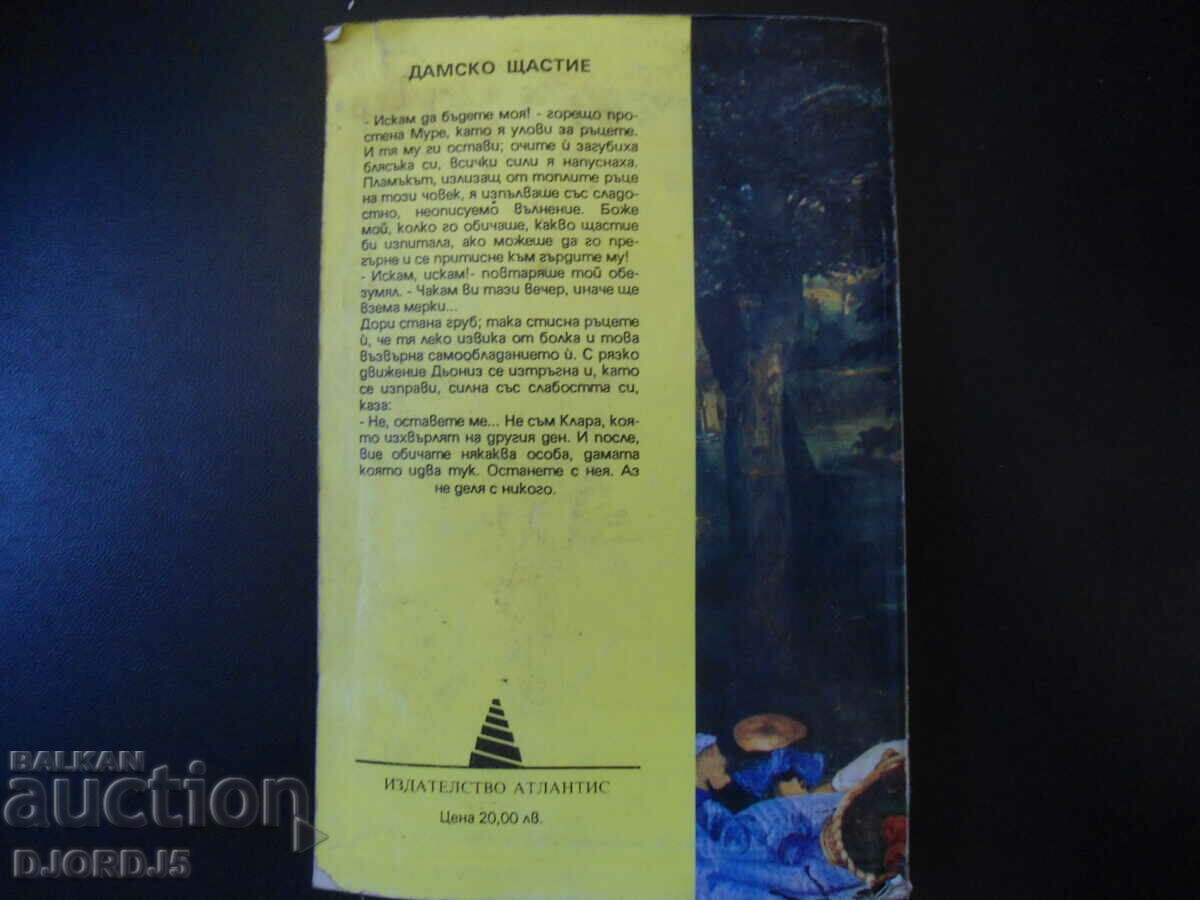 ДАМСКО ЩАСТИЕ
- Искам да бъдете моя! - горещо про-
стена Муре, като я улови за ръцете.
И тя му ги остави; очите ѝ загубиха
блясъка си, всички сили я напуснаха.
Пламъкът, излизащ от топлите ръце
на този човек, я изпълваше със сладо-
стно, неописуемо вълнение. Боже
мой, колко го обичаше, какво щастие
би изпитала, ако можеше да го пре-
гърне и се притисне към гърдите му!
- Искам, искам!- повтаряше той обе-
зумял. - Чакам ви тази вечер, иначе ще
взема мерки...
Дори стана груб; така стисна ръцете
ѝ, че тя леко извика от болка и това
възвърна самообладанието ѝ. С рязко
движение Дьониз се изтръгна и, като
се изправи, силна със слабостта си,
каза:
- Не, оставете ме... Не съм Клара, коя-
то изхвърлят на другия ден. И после,
вие обичате някаква особа, дамата
която идва тук. Останете с нея. Аз
не деля с никого.
ИЗДАТЕЛСТВО АТЛАНТИС
Цена 20,00 лв.
BALKAN
auction
DJORDJ5